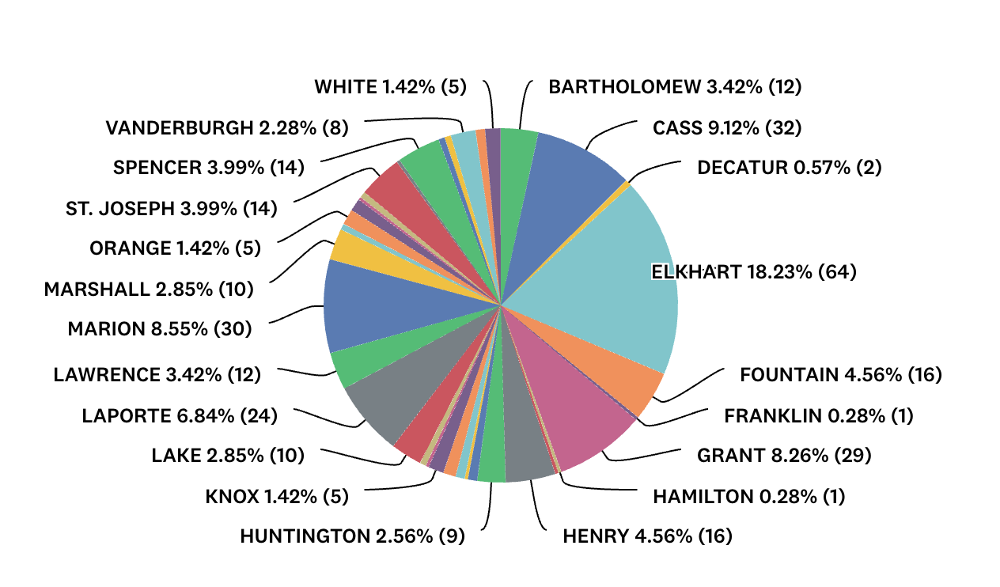 WHITE 1.42% (5)
BARTHOLOMEW 3.42% (12)
VANDERBURGH 2.28% (8)
CASS 9.12% (32)
SPENCER 3.99% (14)
DECATUR 0.57% (2)
ST. JOSEPH 3.99% (14)
ORANGE 1.42% (5)
ELKHART 18.23% (64)
MARSHALL 2.85% (10)
MARION 8.55% (30)
LAWRENCE 3.42% (12)
FOUNTAIN 4.56% (16)
LAPORTE 6.84% (24)
FRANKLIN 0.28% (1)
LAKE 2.85% (10)
GRANT 8.26% (29)
KNOX 1.42% (5)
HAMILTON 0.28% (1)
HUNTINGTON 2.56% (9)
HENRY 4.56% (16)